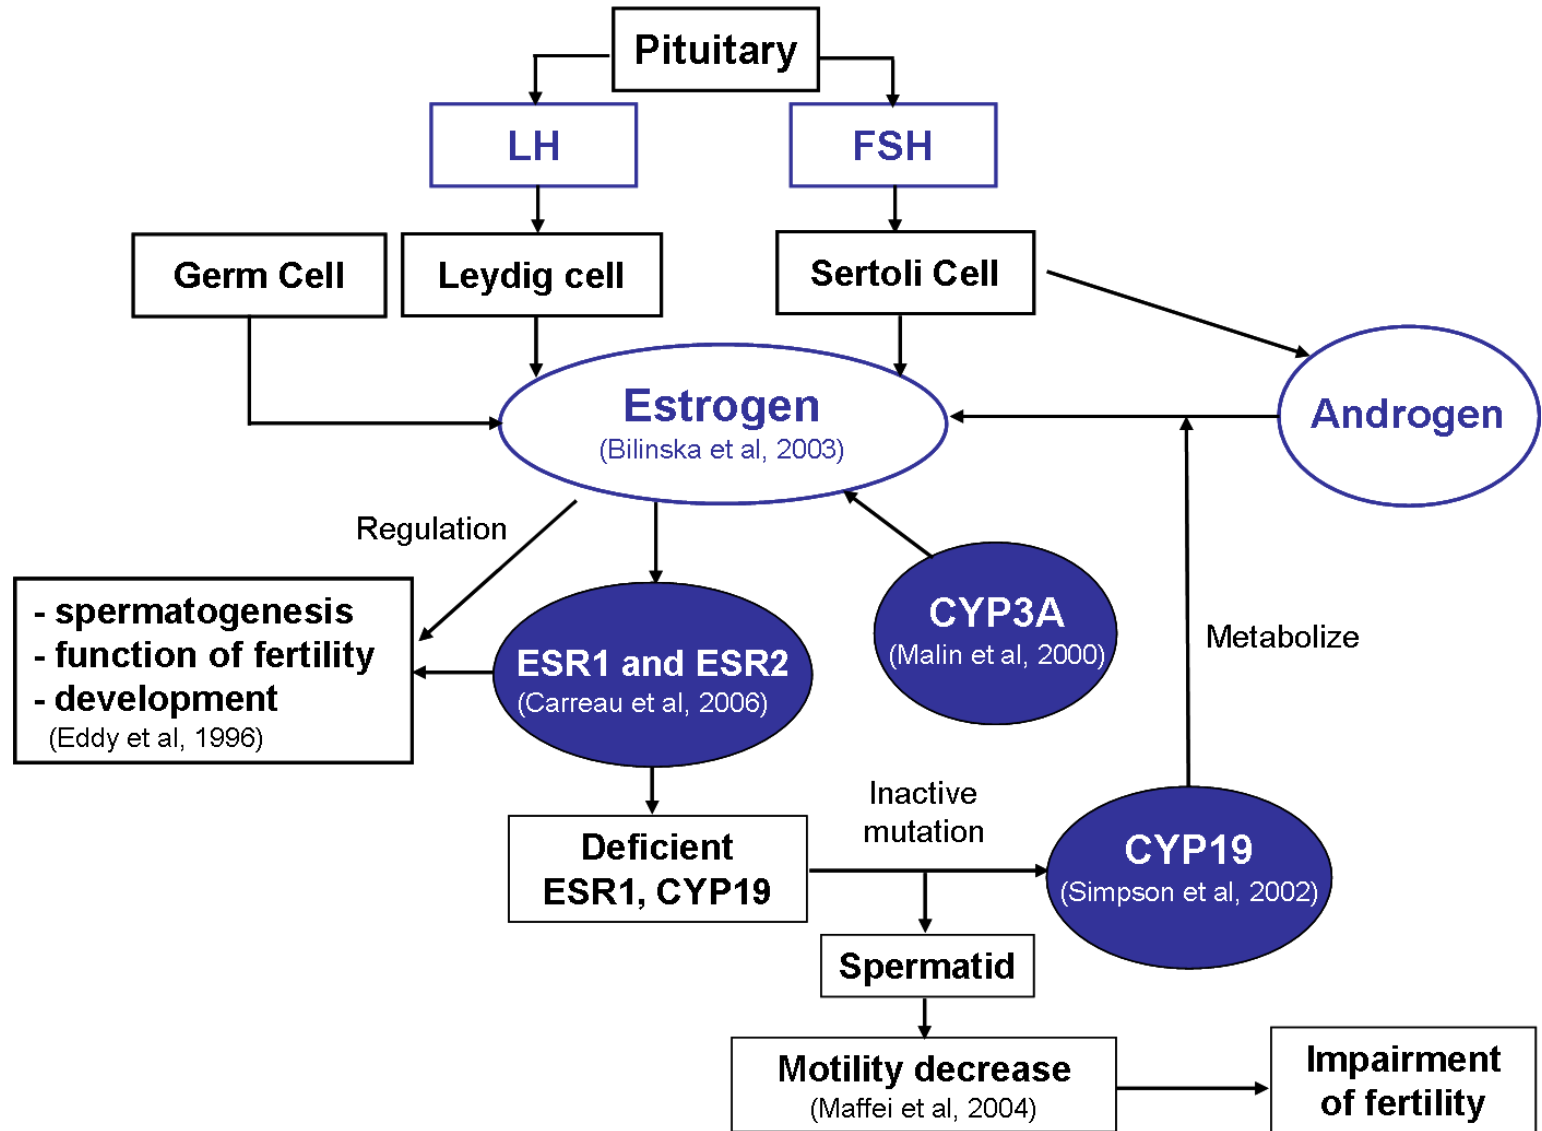 Pituitary
LH
FSH
Germ Cell
Leydig cell
Sertoli Cell
Estrogen
(Bilinska et al, 2003)
Androgen
Regulation
- spermatogenesis
- function of fertility
- development
(Eddy et al, 1996)
ESR1 and ESR2
(Carreau et al, 2006)
CYP3A
(Malin et al, 2000)
Metabolize
Deficient
ESR1, CYP19
Inactive
mutation
CYP19
(Simpson et al, 2002)
Spermatid
Motility decrease
(Maffei et al, 2004)
Impairment
of fertility